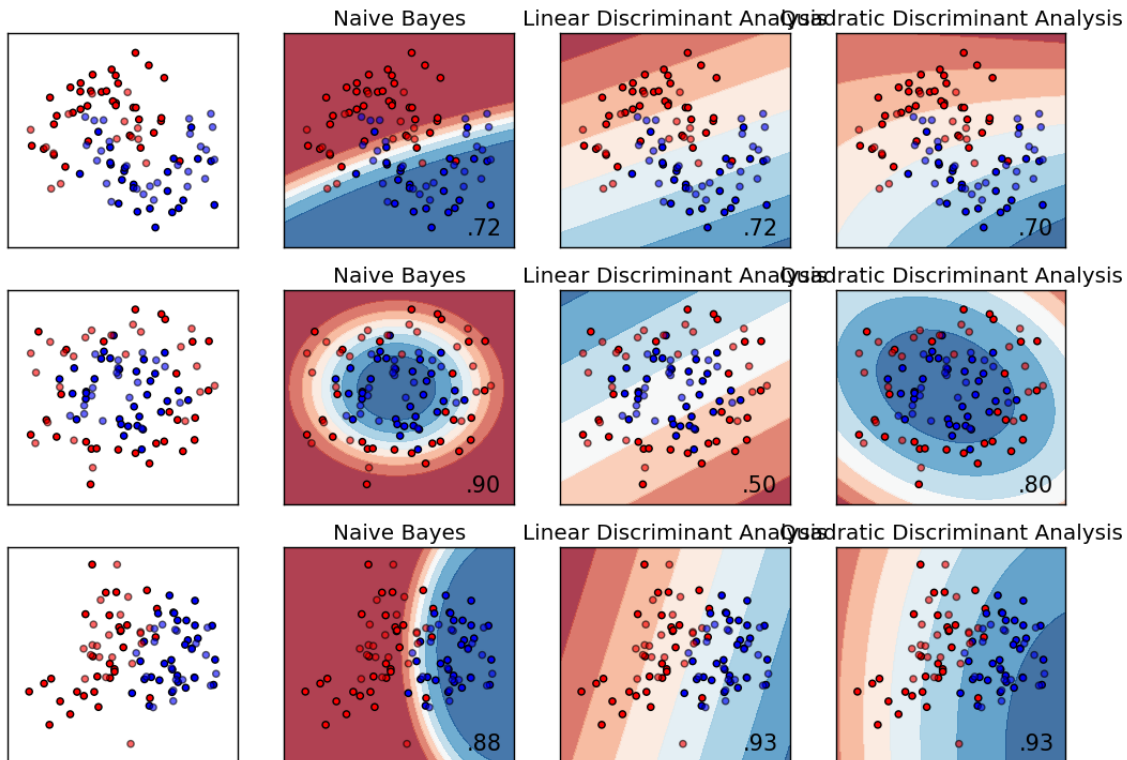 Naive Bayes
Linear Discriminant Analysis
Quadratic Discriminant Analysis
.72
.72
.70
Naive Bayes
Linear Discriminant Analysis
Quadratic Discriminant Analysis
.90
.50
.80
Naive Bayes
Linear Discriminant Analysis
Quadratic Discriminant Analysis
.88
.93
.93